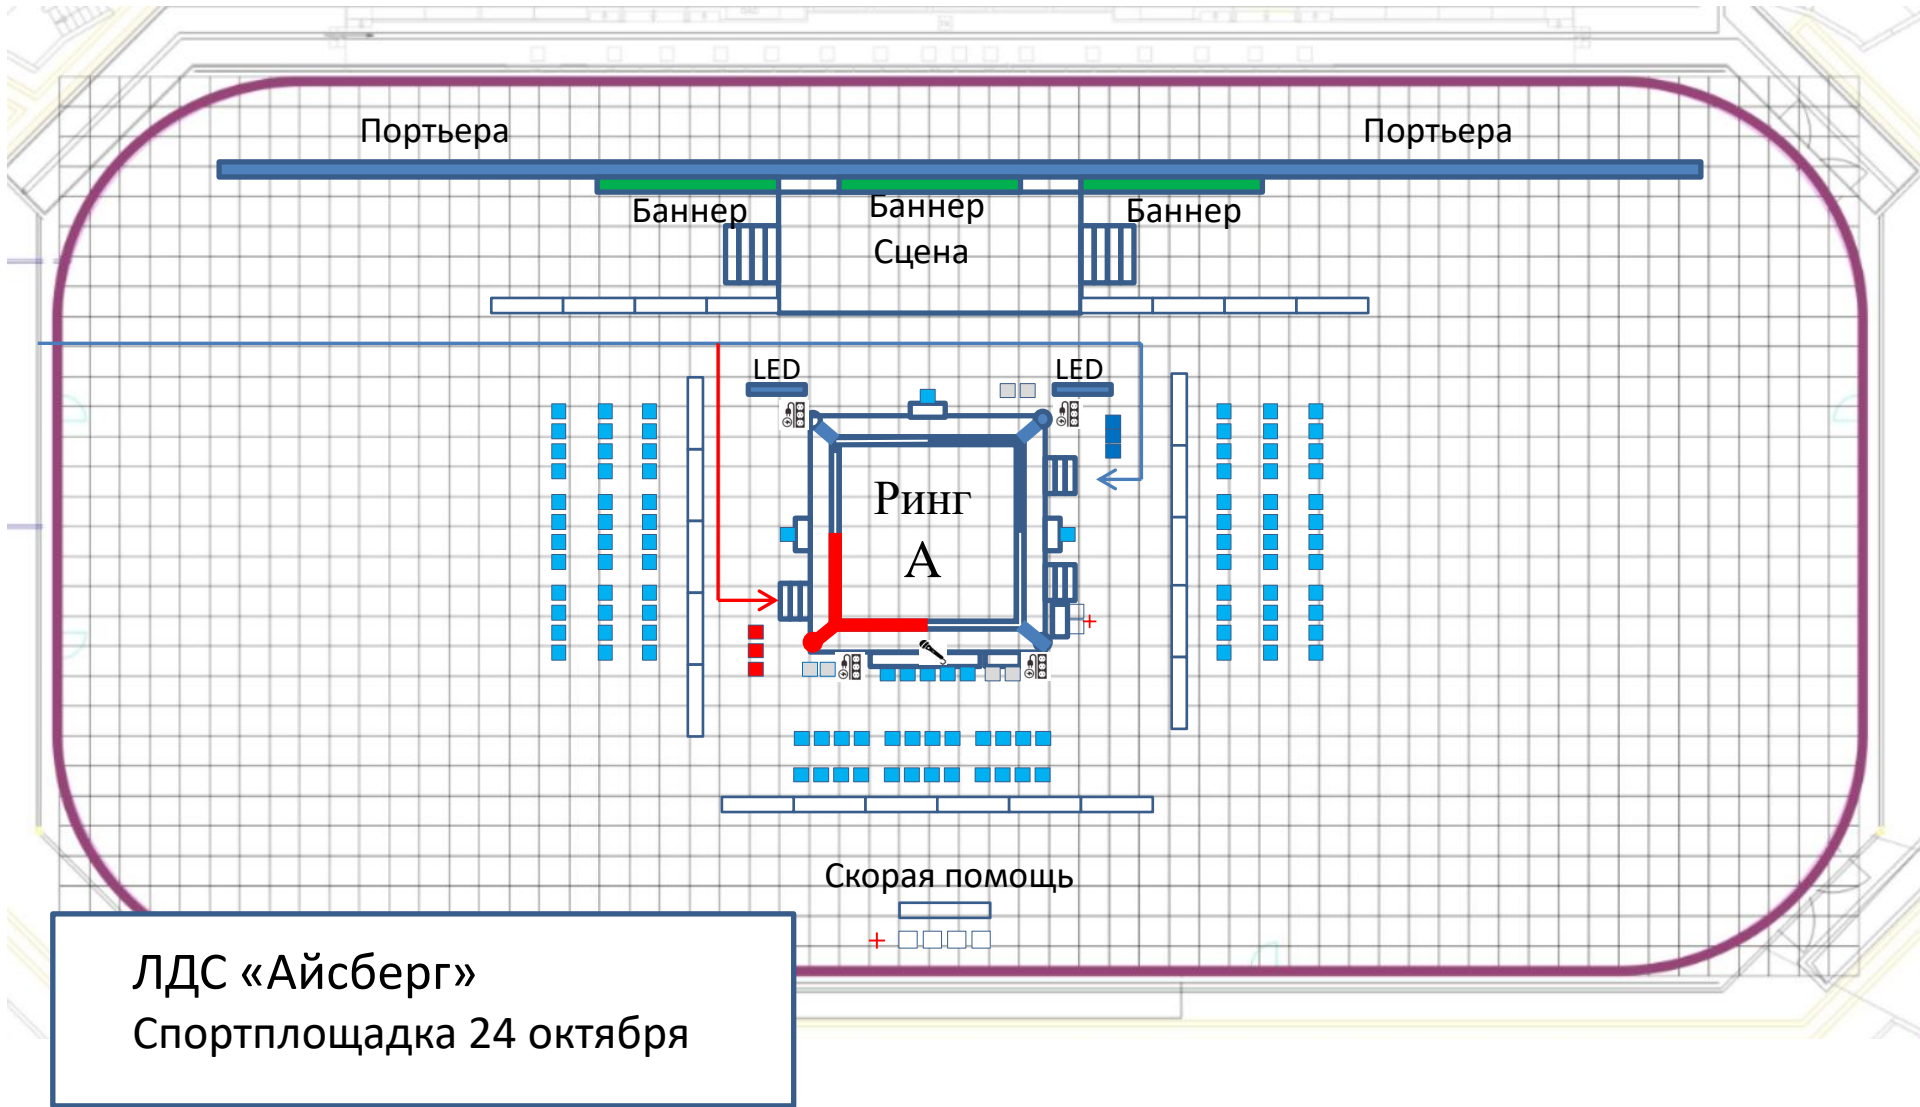 Портьера
Портьера
Баннер
Баннер
Баннер
Сцена
LED
LED
Ринг
А
Скорая помощь
ЛДС «Айсберг»
Спортплощадка 24 октября